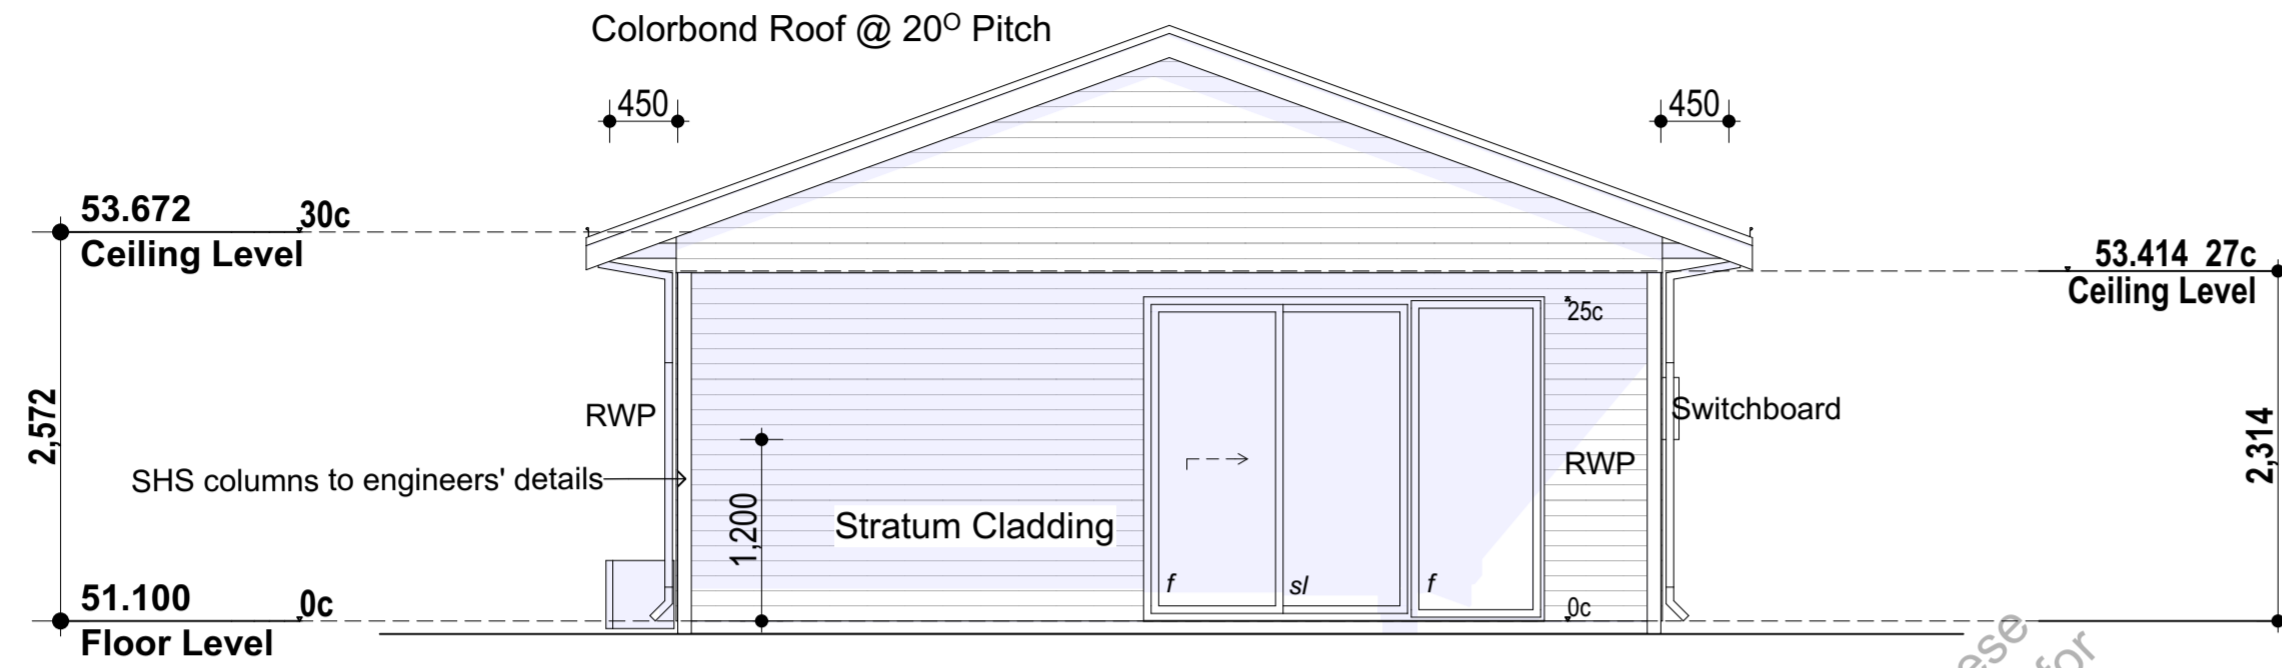 Colorbond Roof @ 20° Pitch
450
450
53.672 30c
Ceiling Level
53.414 27c
Ceiling Level
25c
2,572
RWP
Switchboard
2,314
SHS columns to engineers' details
RWP
1,200
Stratum Cladding
f
sl
f
51.100 0c
Floor Level
0c
ese
for